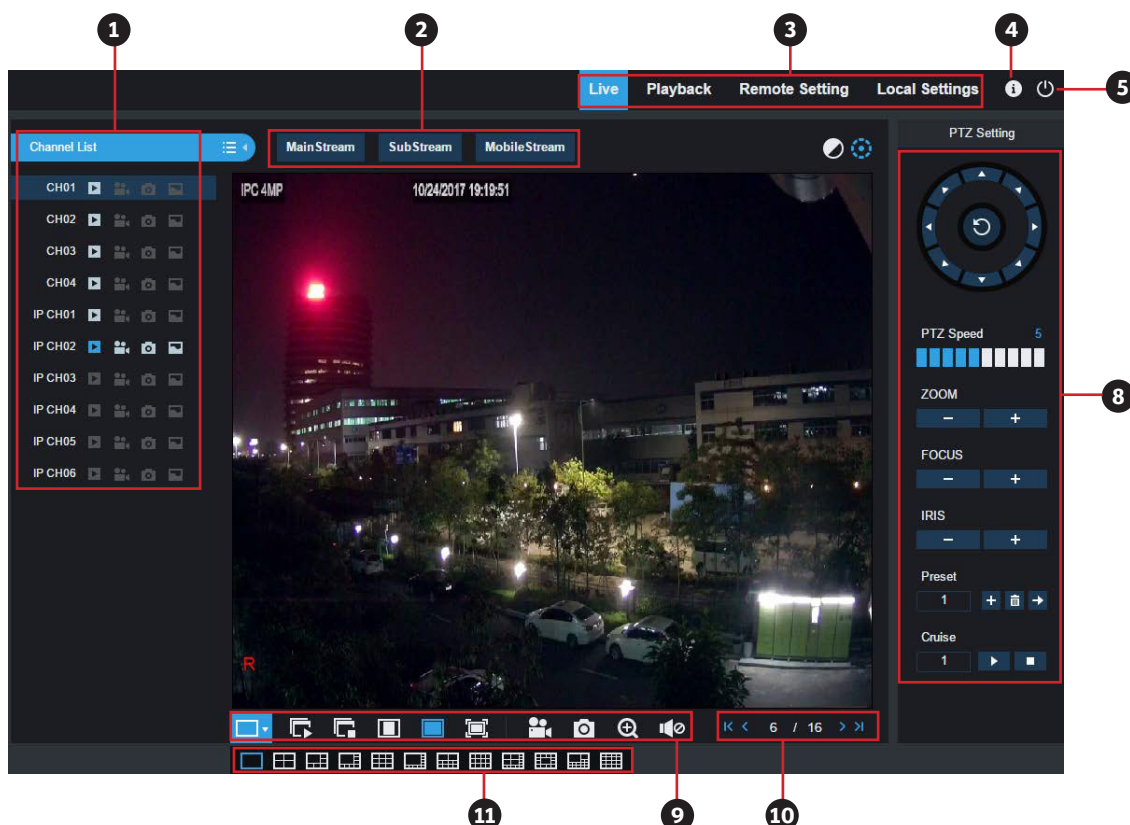 1 2 3 4
Live Playback Remote Setting Local Settings 5
Channel List MainStream SubStream MobileStream PTZ Setting
CH01 IPC 4MP 10/24/2017 19:19:51
CH02
CH03
CH04
IP CH01
IP CH02 PTZ Speed 5
IP CH03
IP CH04 ZOOM
8
IP CH05
IP CH06 FOCUS
IRIS
Preset
1
Cruise
R 1
6 / 16
11 9 10